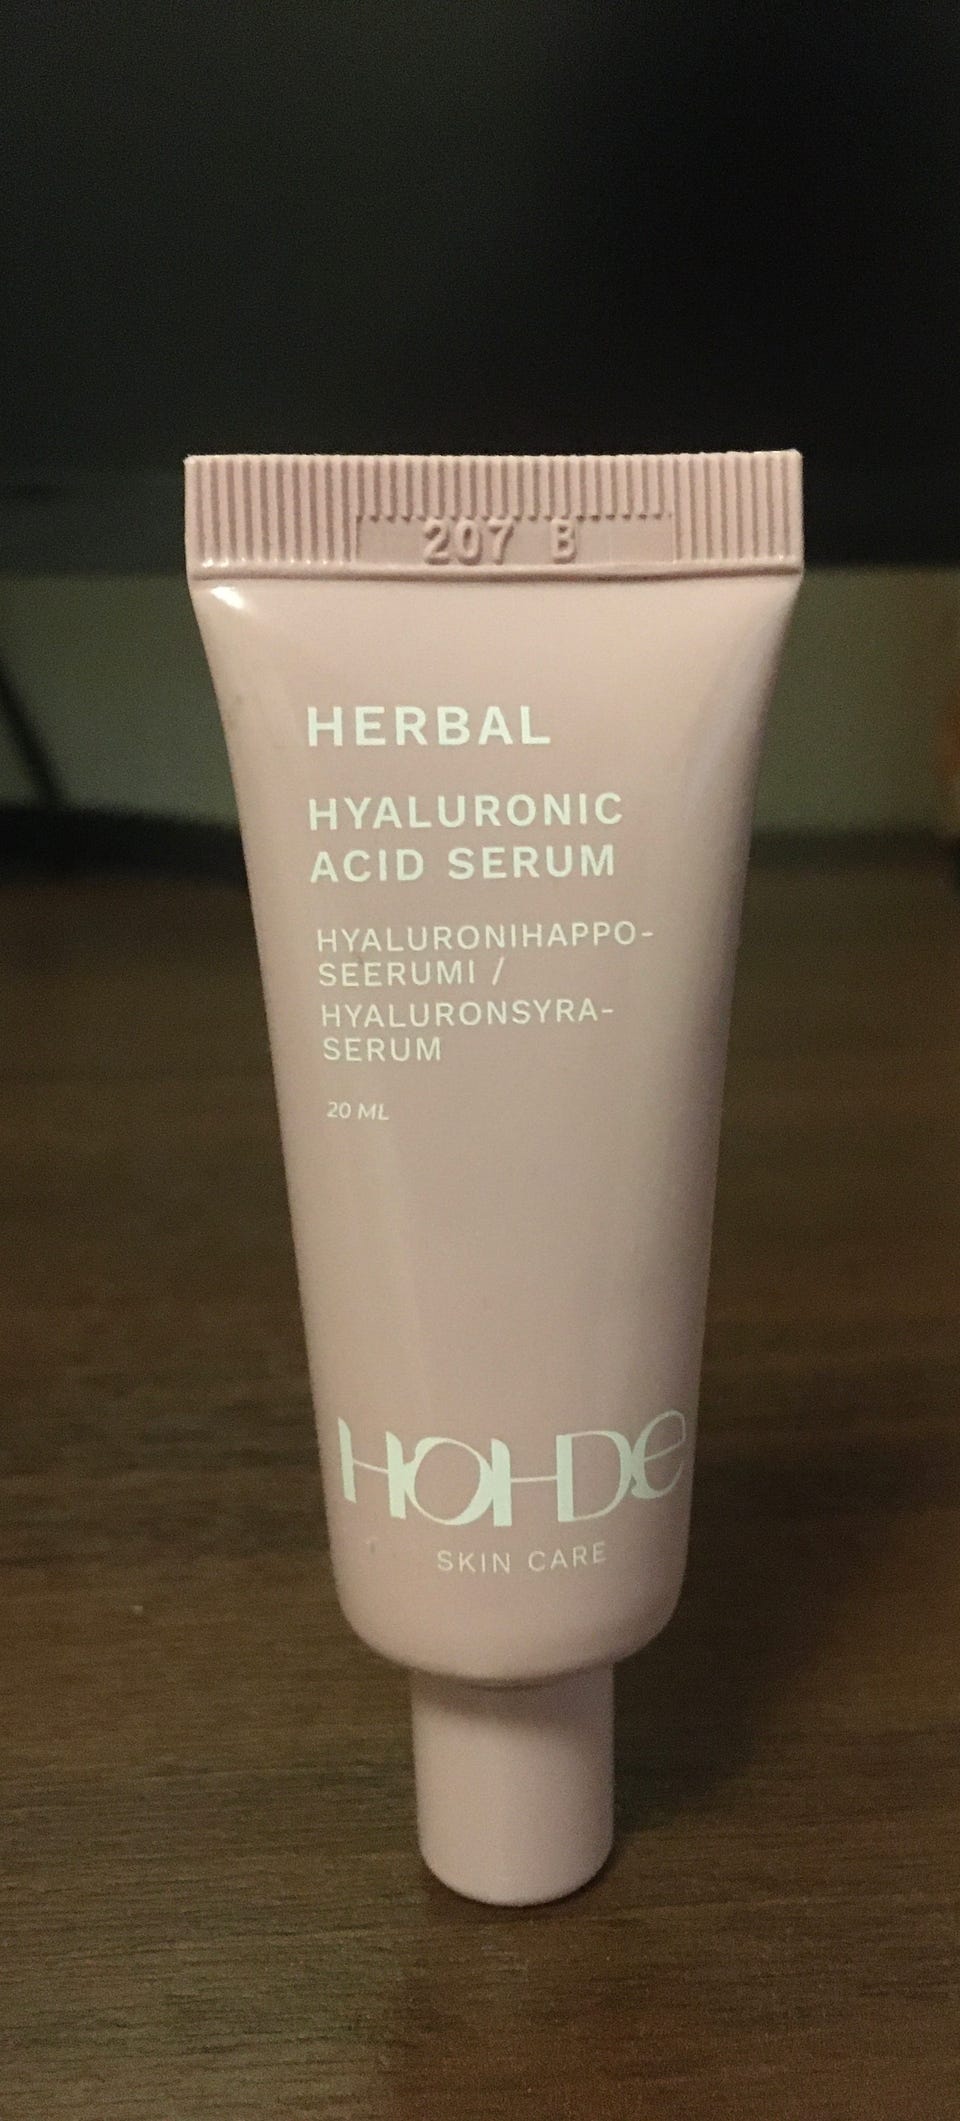 207 B
HERBAL
HYALURONIC
ACID SERUM
HYALURONIHAPPO-
SEERUMI /
HYALURONSYRA-
SERUM
20 ML
HOHDE
SKIN CARE